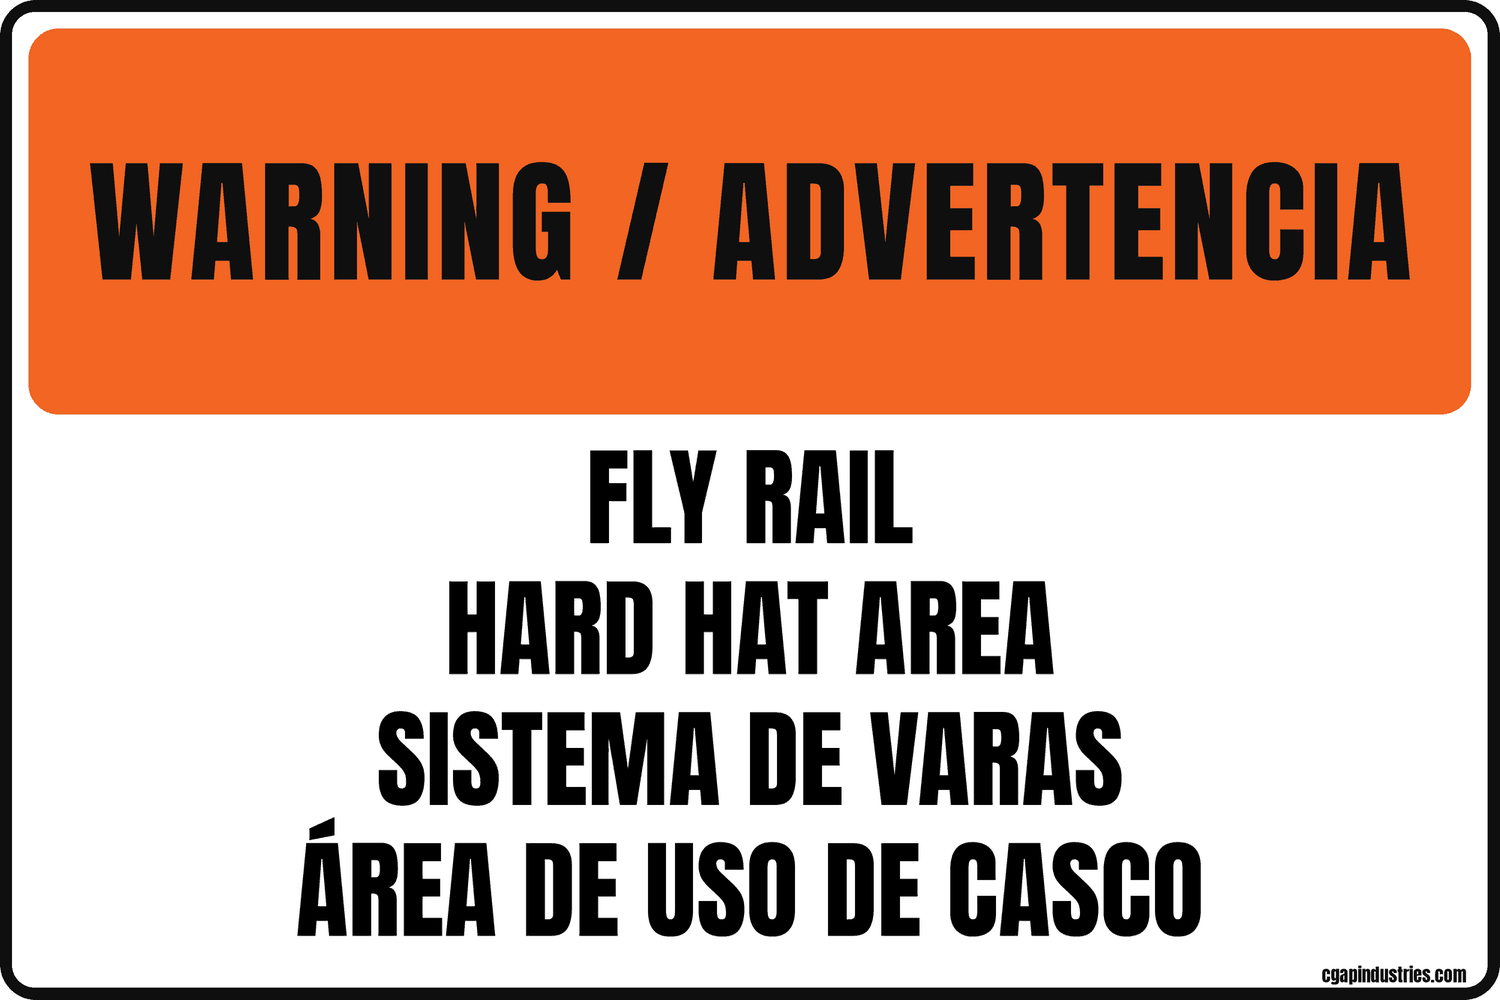 WARNING / ADVERTENCIA
FLY RAIL
HARD HAT AREA
SISTEMA DE VARAS
ÁREA DE USO DE CASCO
cgapindustries.com